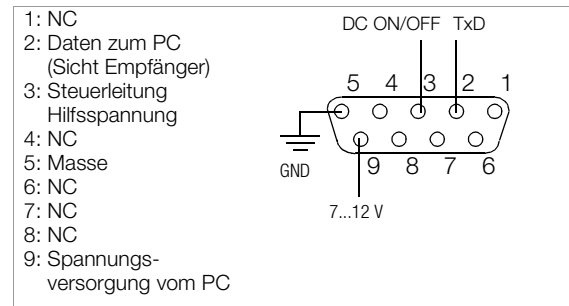 1: NC
2: Daten zum PC
(Sicht Empfänger)
3: Steuerleitung
Hilfsspannung
4: NC
5: Masse
6: NC
7: NC
8: NC
9: Spannungs-
versorgung vom PC
DC ON/OFF TxD
5 4 3 2 1
GND
9 8 7 6
7...12 V